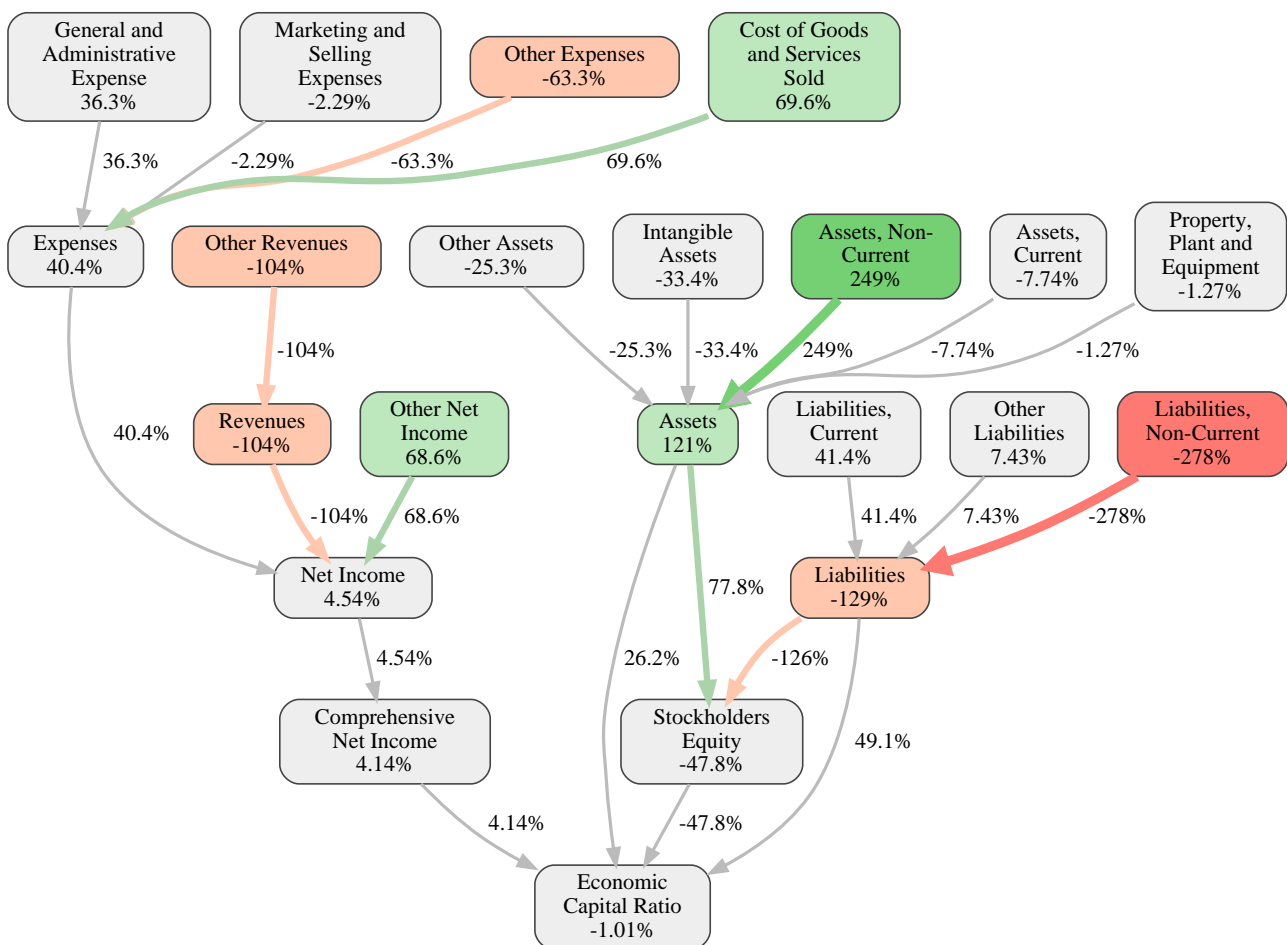 General and
Administrative
Expense
36.3%
Marketing and
Selling
Expenses
-2.29%
Other Expenses
-63.3%
Cost of Goods
and Services
Sold
69.6%
36.3%
-2.29%
-63.3%
69.6%
Expenses
40.4%
Other Revenues
-104%
Other Assets
-25.3%
Intangible
Assets
-33.4%
Assets, Non-
Current
249%
Assets,
Current
-7.74%
Property,
Plant and
Equipment
-1.27%
-104%
-25.3%
-33.4%
249%
-7.74%
-1.27%
40.4%
Revenues
-104%
Other Net
Income
68.6%
Assets
121%
Liabilities,
Current
41.4%
Other
Liabilities
7.43%
Liabilities,
Non-Current
-278%
-104%
68.6%
41.4%
7.43%
-278%
Net Income
4.54%
77.8%
Liabilities
-129%
4.54%
26.2%
-126%
Comprehensive
Net Income
4.14%
Stockholders
Equity
-47.8%
49.1%
4.14%
-47.8%
Economic
Capital Ratio
-1.01%